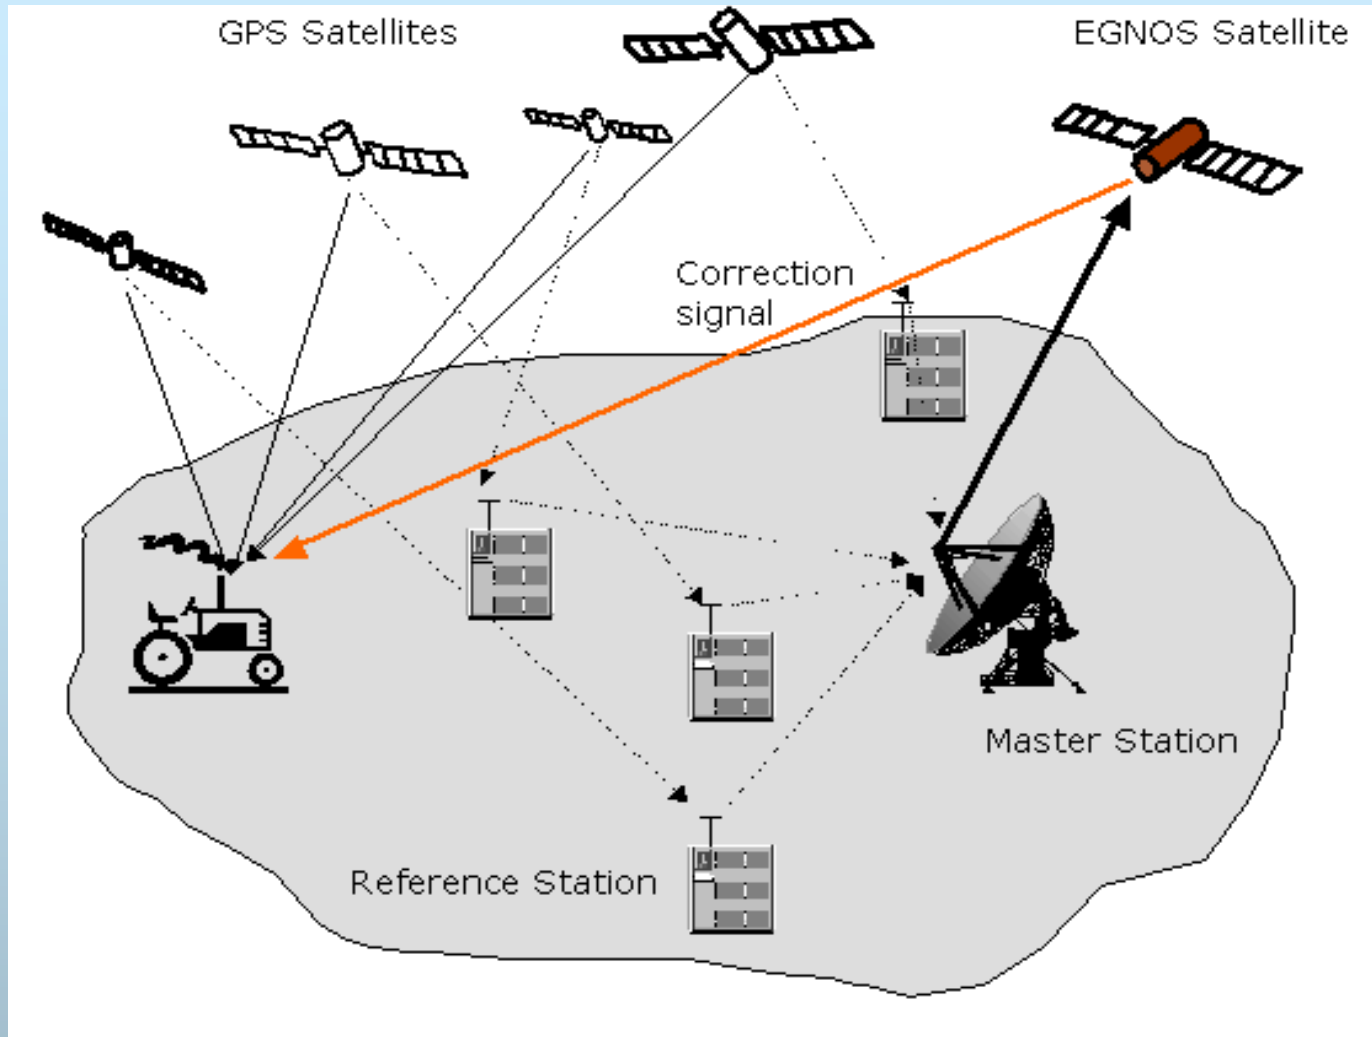 GPS Satellites
EGNOS Satellite
Correction
signal
Master Station
Reference Station